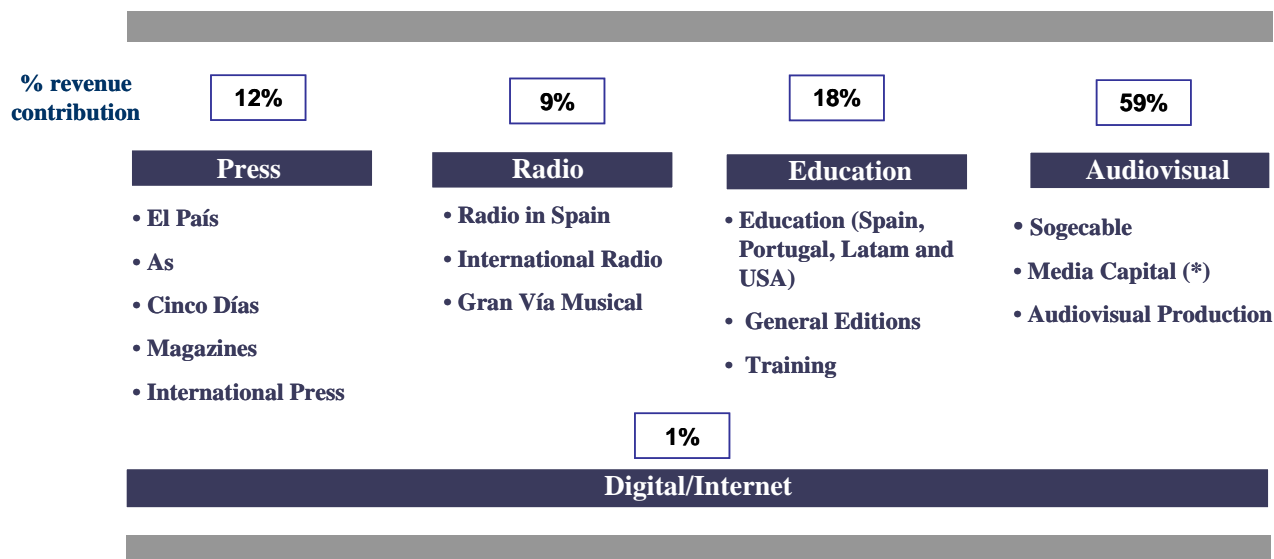 % revenue
contribution
12%
9%
18%
59%
Press
• El País
• As
• Cinco Días
• Magazines
• International Press
Radio
• Radio in Spain
• International Radio
• Gran Vía Musical
Education
• Education (Spain,
Portugal, Latam and
USA)
• General Editions
• Training
Audiovisual
• Sogecable
• Media Capital (*)
• Audiovisual Production
1%
Digital/Internet